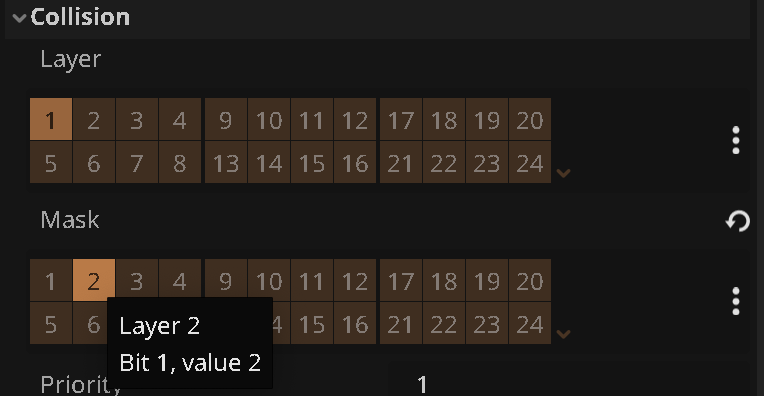 Collision
Layer
1 2 3 4 9 10 11 12 17 18 19 20
5 6 7 8 13 14 15 16 21 22 23 24
Mask
1 2 3 4 9 10 11 12 17 18 19 20
5 6 4 15 16 21 22 23 24
Layer 2
Bit 1, value 2
Priority 1